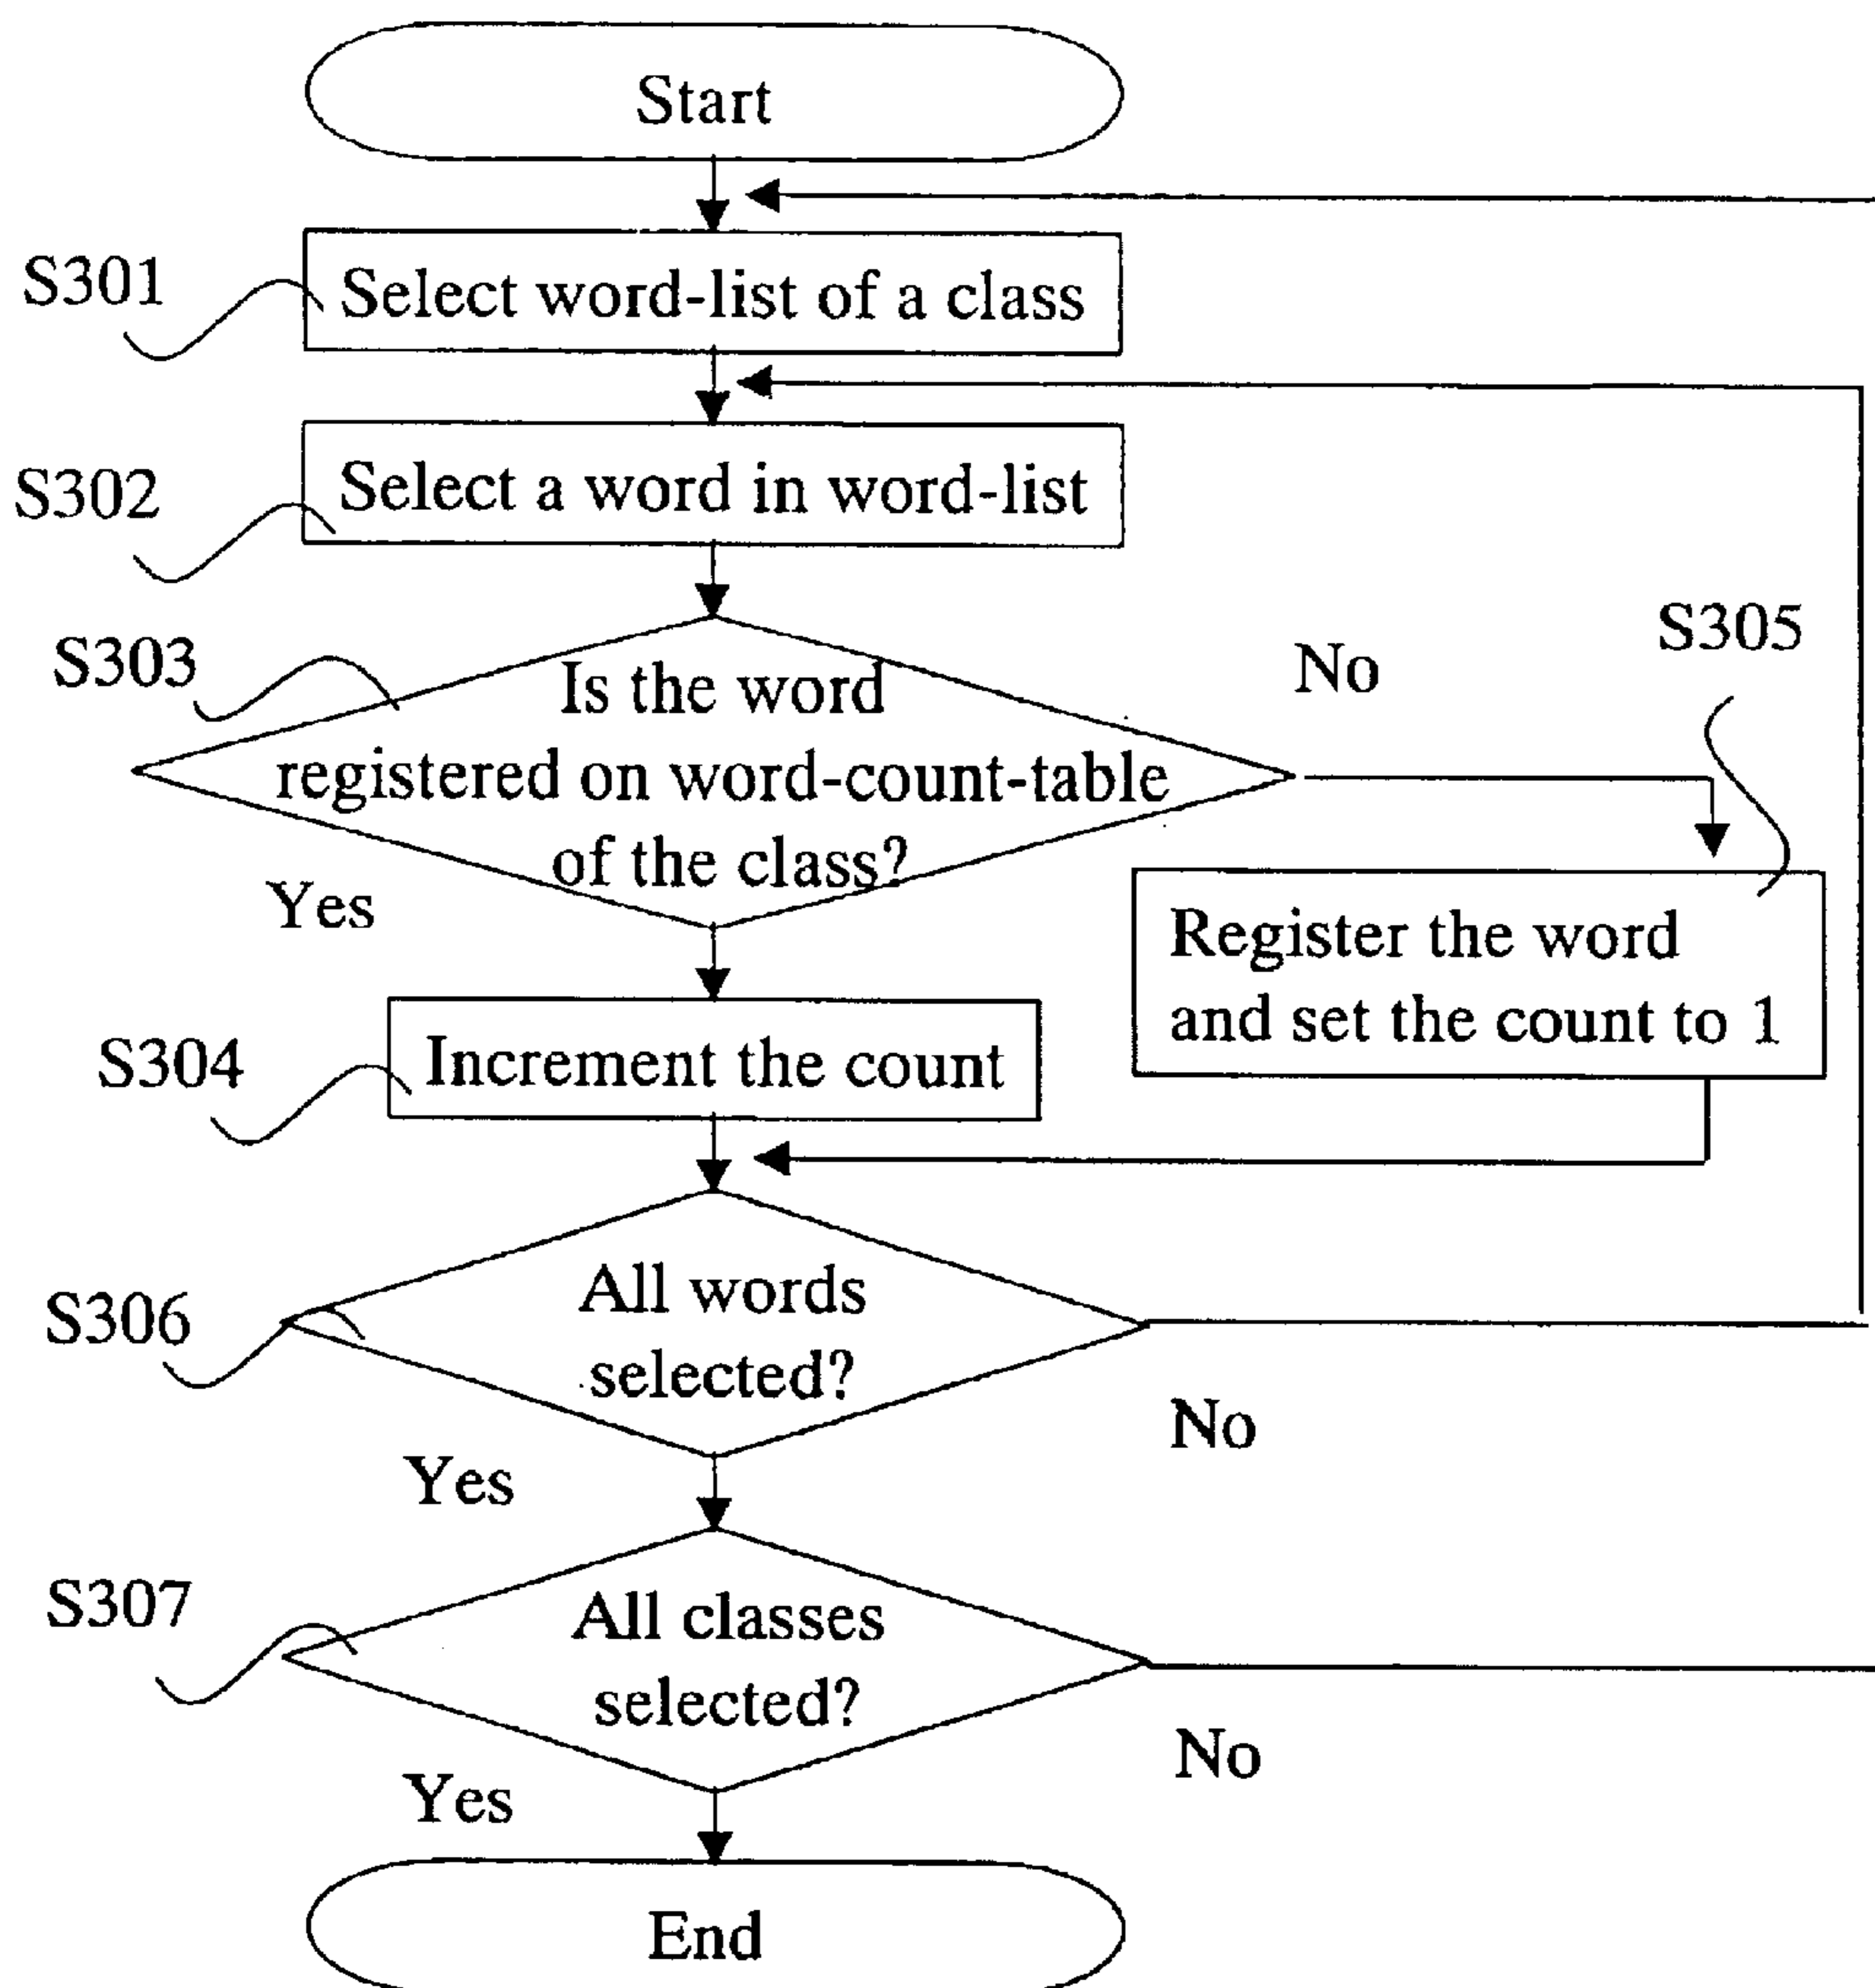 Start
S301
Select word-list of a class
S302
Select a word in word-list
S303
Is the word
registered on word-count-table
of the class?
No
S305
Yes
Register the word
and set the count to 1
S304
Increment the count
S306
All words
selected?
No
Yes
S307
All classes
selected?
No
Yes
End